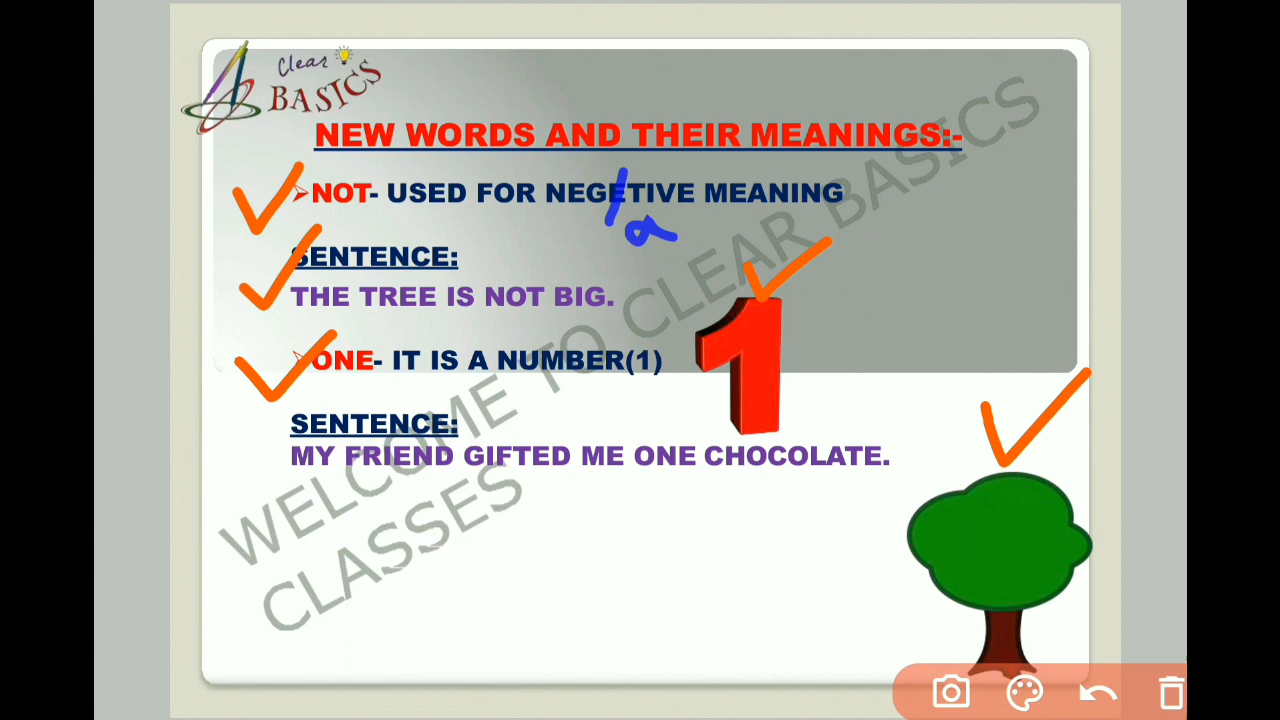 Clear
BASICS
NEW WORDS AND THEIR MEANINGS:-
NOT- USED FOR NEGETIVE MEANING
a
SENTENCE:
THE TREE IS NOT BIG.
ONE- IT IS A NUMBER(1)
1
SENTENCE:
MY FRIEND GIFTED ME ONE CHOCOLATE.
WELCOME TO CLEAR BASICS
CLASSES